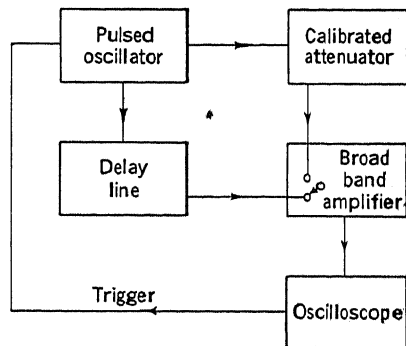 Pulsed
oscillator
Calibrated
attenuator
Delay
line
Broad
band
amplifier
Trigger
Oscilloscope